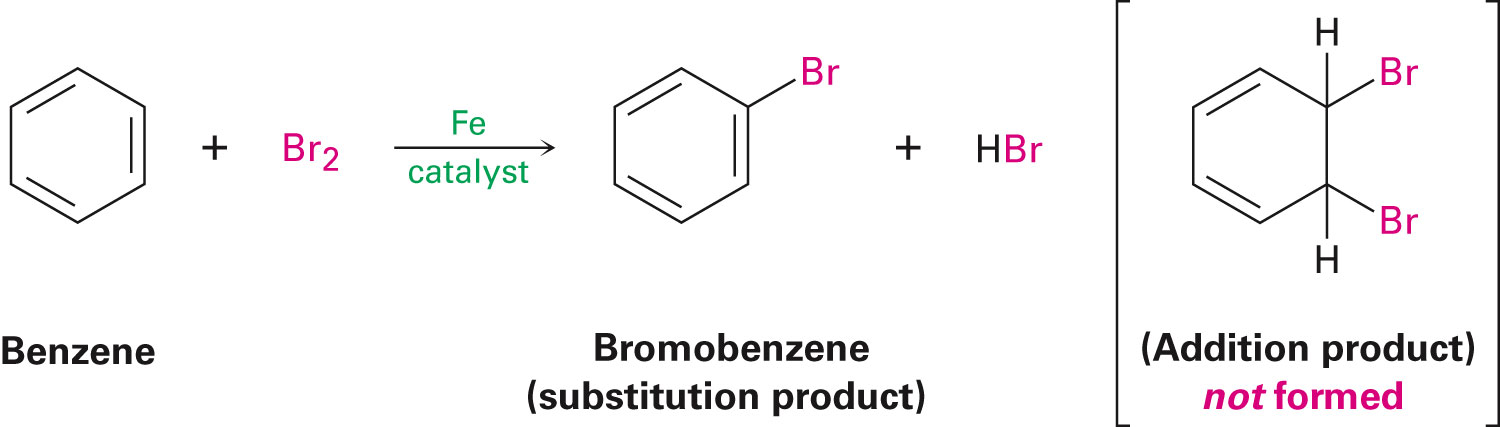 H
Br
Fe
Br
+ Br₂ catalyst + HBr
Br
H
Benzene Bromobenzene (Addition product)
(substitution product) not formed